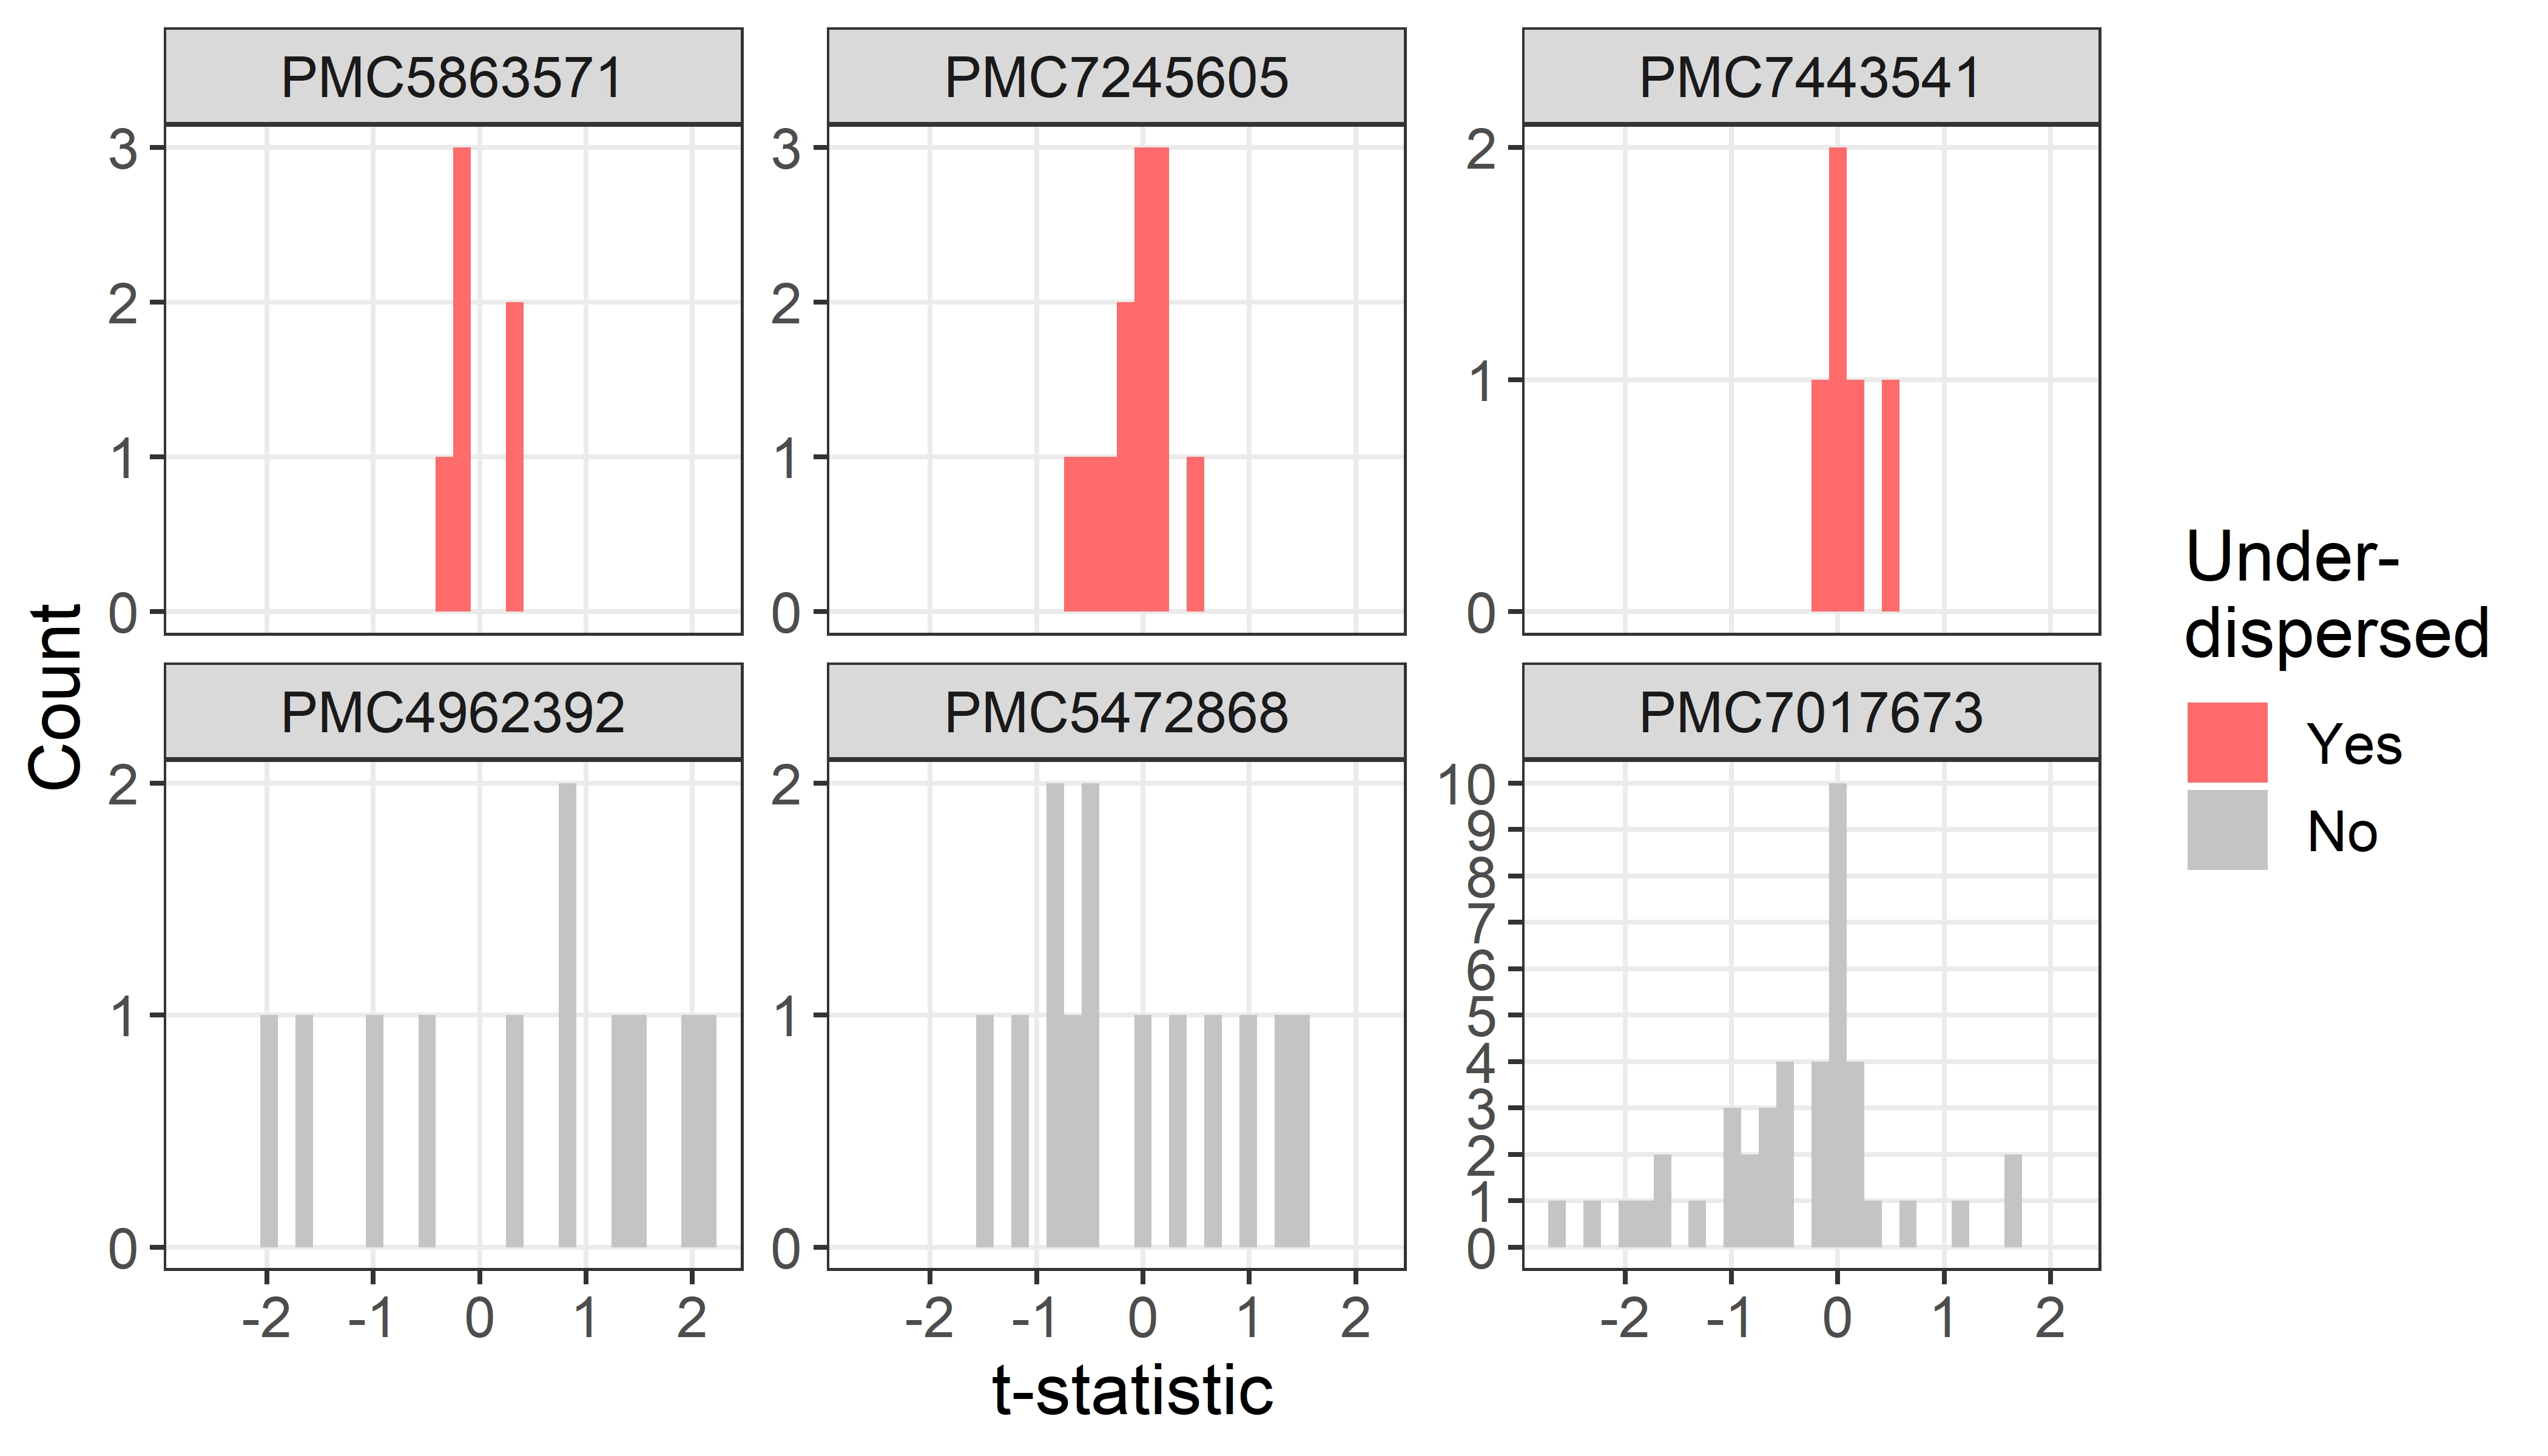 PMC5863571 PMC7245605 PMC7443541
3 3 2
2 2
1 1 1
0 0 0
PMC4962392 PMC5472868 PMC7017673
2 2 10
9
8
7
6
1 1 5
4
3
2
1
0 0 0
-2 -1 0 1 2 -2 -1 0 1 2 -2 -1 0 1 2
t-statistic
Count
Under-
dispersed
Yes
No